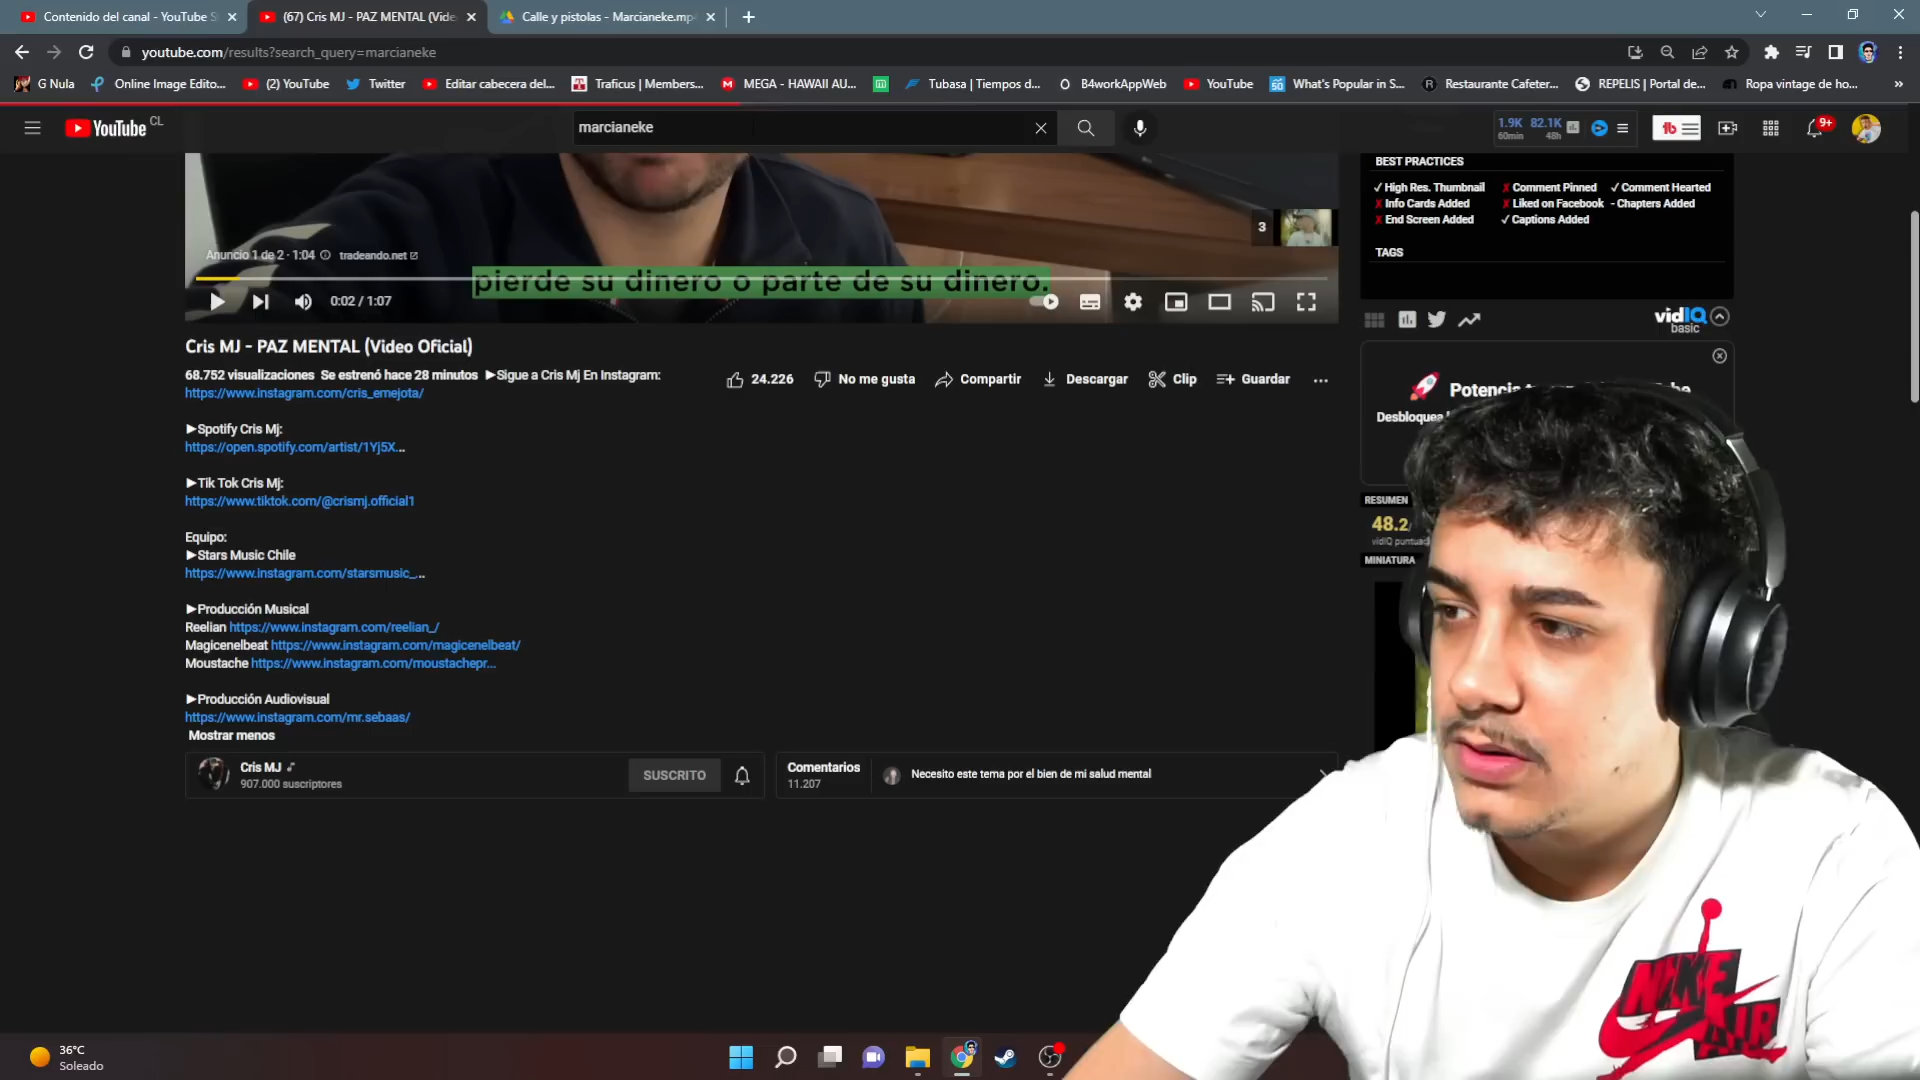 Contenido del canal - YouTube S
(67) Cris MJ - PAZ MENTAL (Vide
Calle y pistolas - Marcianeke.mp
youtube.com/results?search_query=marcianeke
G Nula
Online Image Edito...
(2) YouTube
Twitter
Editar cabecera del...
Traficus | Members...
MEGA - HAWAII AU...
Tubasa | Tiempos d...
B4workAppWeb
YouTube
What's Popular in S...
Restaurante Cafeter...
REPELIS | Portal de...
Ropa vintage de ho...
YouTube CL
marcianeke
1.9K 82.1K
60min 48h
9+
BEST PRACTICES
✓ High Res. Thumbnail ✗ Comment Pinned ✓ Comment Hearted
✗ Info Cards Added ✗ Liked on Facebook - Chapters Added
✗ End Screen Added ✓ Captions Added
TAGS
3
Anuncio 1 de 2 · 1:04 tradeando.net
pierde su dinero o parte de su dinero.
0:02 / 1:07
vidIQ
basic
Cris MJ - PAZ MENTAL (Video Oficial)
68.752 visualizaciones Se estrenó hace 28 minutos ▶Sigue a Cris Mj En Instagram:
https://www.instagram.com/cris_emejota/
24.226
No me gusta
Compartir
Descargar
Clip
Guardar
Potencia
Desbloquea
▶Spotify Cris Mj:
https://open.spotify.com/artist/1Yj5X...
▶Tik Tok Cris Mj:
https://www.tiktok.com/@crismj.official1
RESUMEN
48.2/
vidIQ puntuac
MINIATURA
Equipo:
▶Stars Music Chile
https://www.instagram.com/starsmusic_...
▶Producción Musical
Reelian https://www.instagram.com/reelian_/
Magicenelbeat https://www.instagram.com/magicenelbeat/
Moustache https://www.instagram.com/moustachepr...
▶Producción Audiovisual
https://www.instagram.com/mr.sebaas/
Mostrar menos
Cris MJ
907.000 suscriptores
SUSCRITO
Comentarios
11.207
Necesito este tema por el bien de mi salud mental
NIKE
AIR
36°C
Soleado